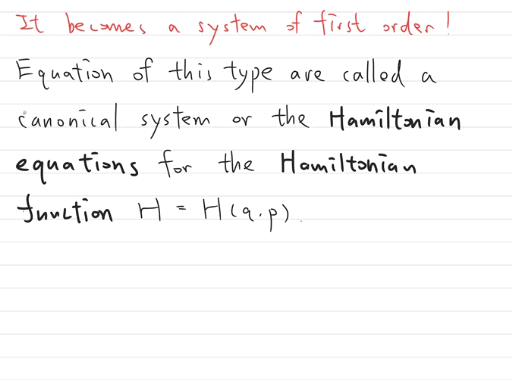 It becomes a system of first order!
Equation of this type are called a
canonical system or the Hamiltonian
equations for the Hamiltonian
function H = H(q.p).